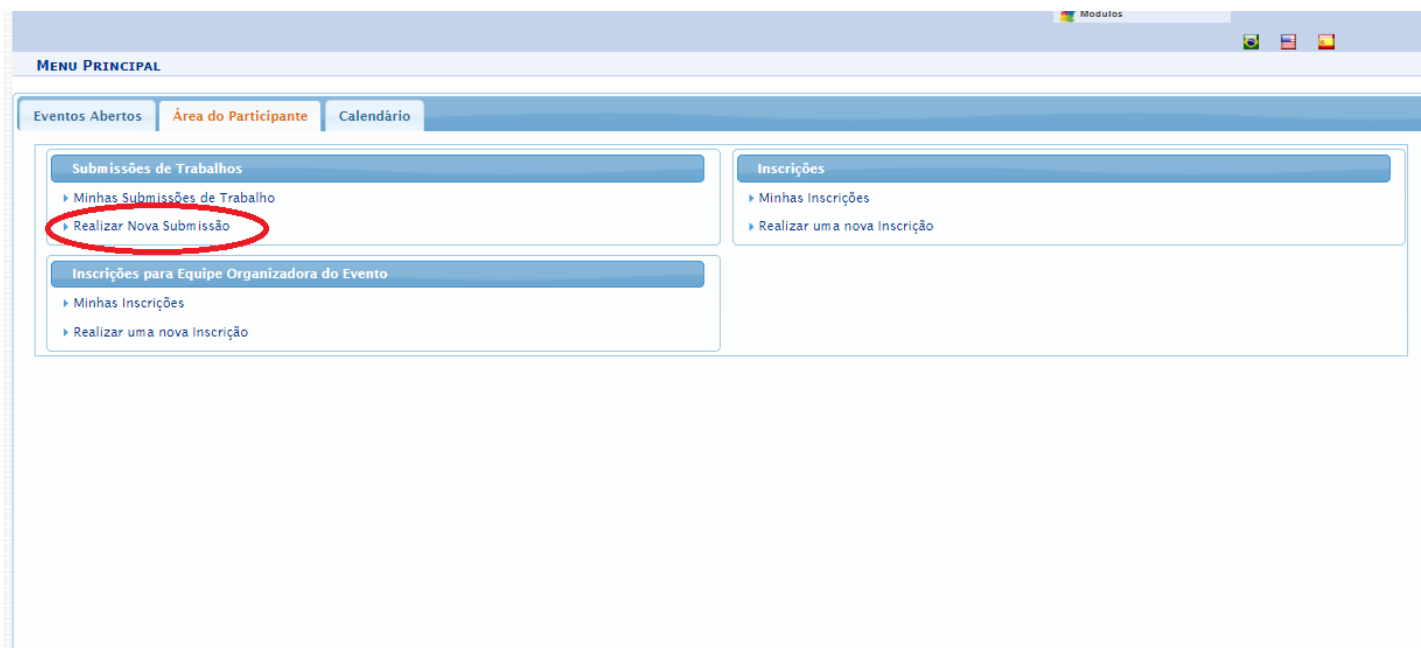 Modulos
MENU PRINCIPAL
Eventos Abertos
Área do Participante
Calendário
Submissões de Trabalhos
Minhas Submissões de Trabalho
Realizar Nova Submissão
Inscrições
Minhas Inscrições
Realizar uma nova Inscrição
Inscrições para Equipe Organizadora do Evento
Minhas Inscrições
Realizar uma nova Inscrição